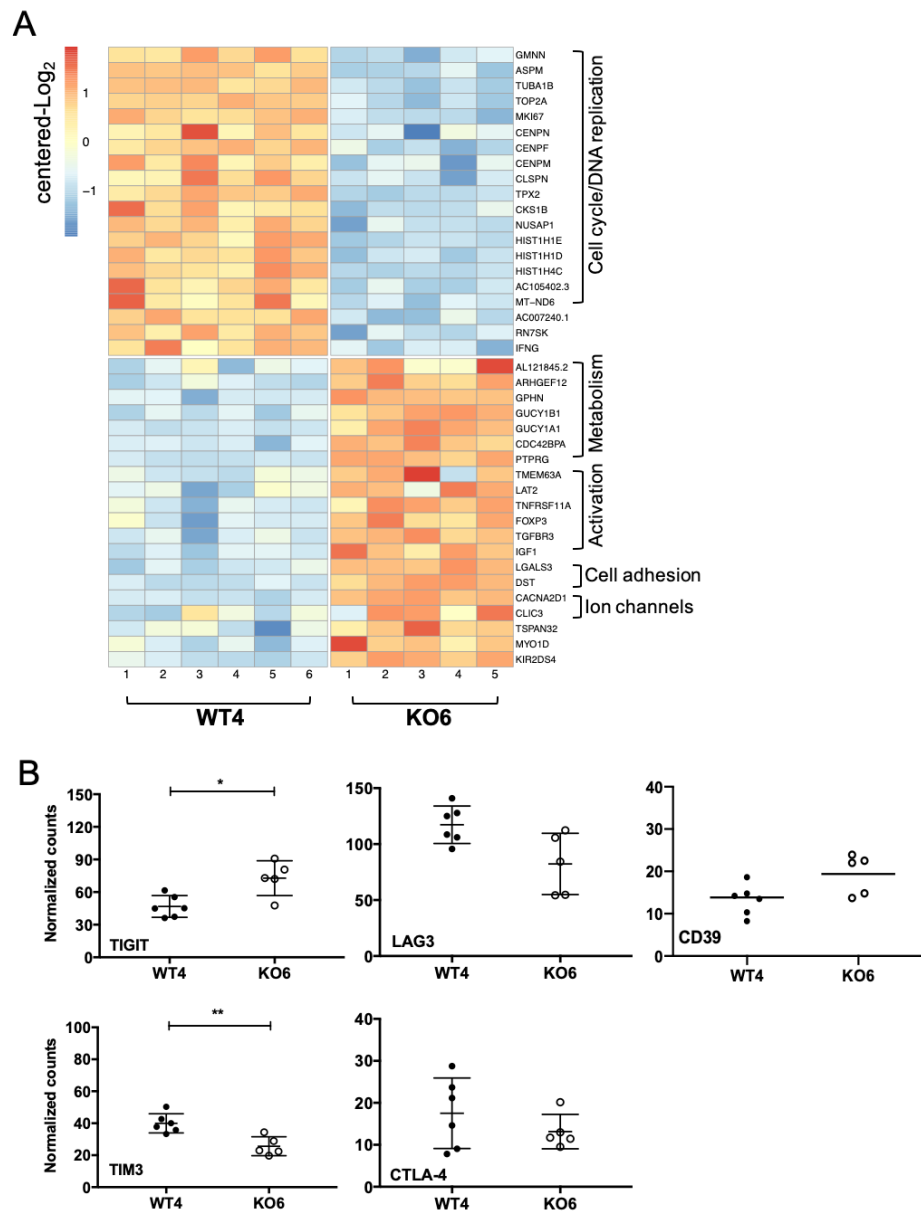 A
centered-Log2
1
0
−1
GMNN
ASPM
TUBA1B
TOP2A
MKI67
CENPN
CENPF
CENPM
CLSPN
TPX2
CKS1B
NUSAP1
HIST1H1E
HIST1H1D
HIST1H4C
AC105402.3
MT−ND6
AC007240.1
RN7SK
IFNG
Cell cycle/DNA replication
AL121845.2
ARHGEF12
GPHN
GUCY1B1
GUCY1A1
CDC42BPA
PTPRG
Metabolism
TMEM63A
LAT2
TNFRSF11A
FOXP3
TGFBR3
IGF1
Activation
LGALS3
DST
Cell adhesion
CACNA2D1
CLIC3
Ion channels
TSPAN32
MYO1D
KIR2DS4
1 2 3 4 5 6 1 2 3 4 5
WT4 KO6
B
Normalized counts
150
120
90
60
30
0
*
TIGIT
WT4 KO6
150
100
50
0
LAG3
WT4 KO6
40
30
20
10
0
CD39
WT4 KO6
Normalized counts
100
80
60
40
20
0
**
TIM3
WT4 KO6
40
30
20
10
0
CTLA-4
WT4 KO6